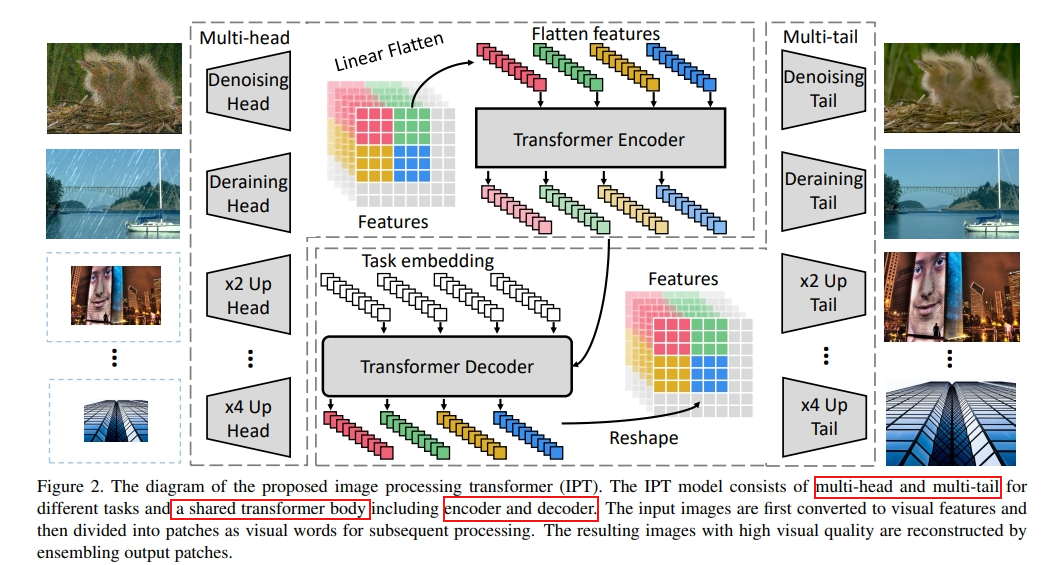 Multi-head
Denoising
Head
Deraining
Head
x2 Up
Head
x4 Up
Head
Linear Flatten
Features
Flatten features
Transformer Encoder
Task embedding
Transformer Decoder
Features
Reshape
Multi-tail
Denoising
Tail
Deraining
Tail
x2 Up
Tail
x4 Up
Tail
Figure 2. The diagram of the proposed image processing transformer (IPT). The IPT model consists of multi-head and multi-tail for
different tasks and a shared transformer body including encoder and decoder. The input images are first converted to visual features and
then divided into patches as visual words for subsequent processing. The resulting images with high visual quality are reconstructed by
ensembling output patches.